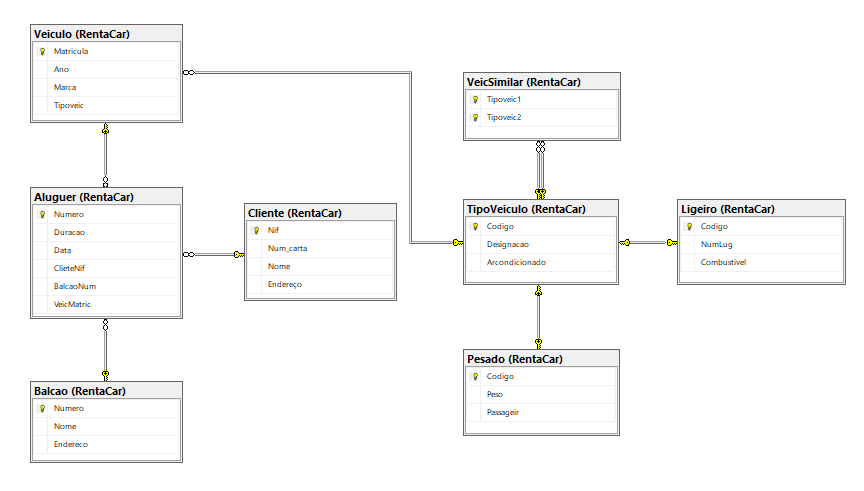 Veiculo (RentaCar)
Matricula
Ano
Marca
Tipoveic
VeicSimilar (RentaCar)
Tipoveic1
Tipoveic2
Aluguer (RentaCar)
Numero
Duracao
Data
ClieteNif
BalcaoNum
VeicMatric
Cliente (RentaCar)
Nif
Num_carta
Nome
Endereço
TipoVeiculo (RentaCar)
Codigo
Designacao
Arcondicionado
Ligeiro (RentaCar)
Codigo
NumLug
Combustivel
Balcao (RentaCar)
Numero
Nome
Endereco
Pesado (RentaCar)
Codigo
Peso
Passageir